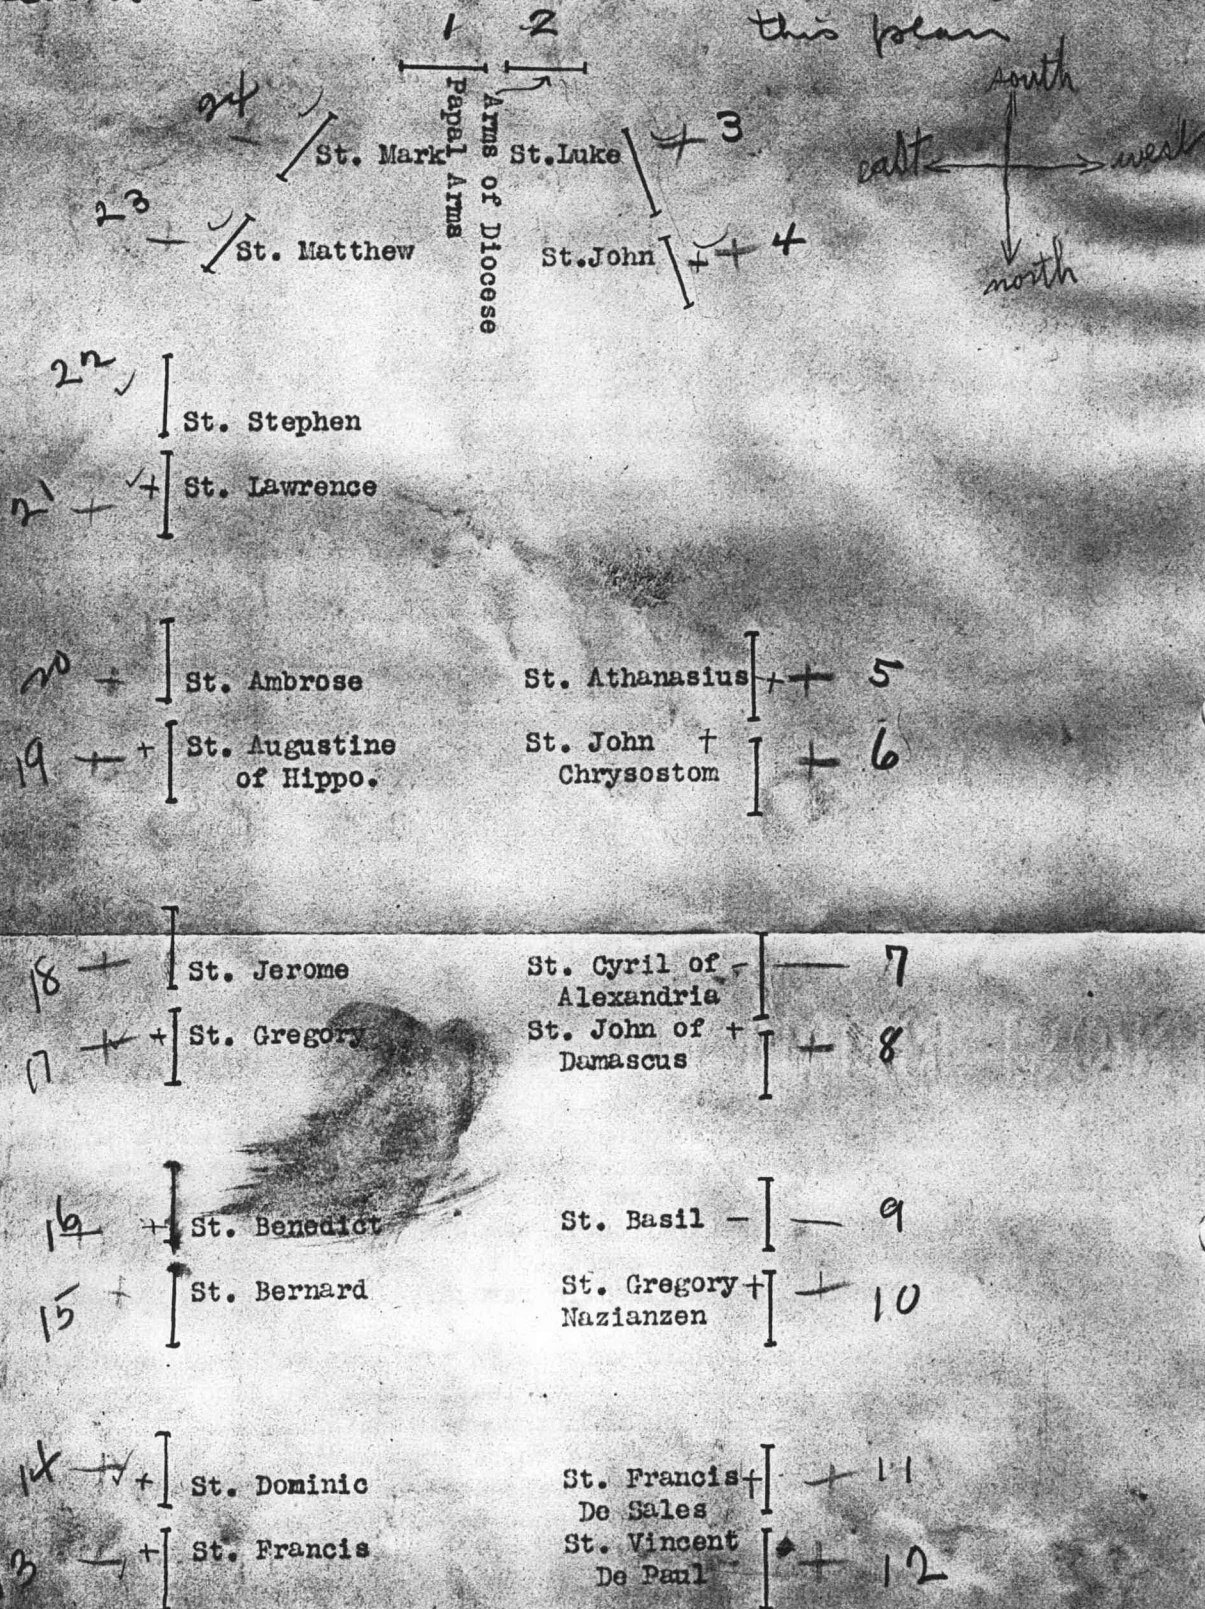 this plan
1 2
south
east west
north
Papal Arms
Arms of Diocese
24 St. Mark St.Luke + 3
23 St. Matthew St.John + + 4
22 St. Stephen
21 + + St. Lawrence
20 + St. Ambrose St. Athanasius + + 5
19 + + St. Augustine St. John + + 6
of Hippo. Chrysostom
18 + St. Jerome St. Cyril of - — 7
Alexandria
17 + + St. Gregory St. John of + + 8
Damascus
16 + St. Benedict St. Basil - — 9
15 + St. Bernard St. Gregory + + 10
Nazianzen
14 + + St. Dominic St. Francis + + 11
De Sales
13 + St. Francis St. Vincent + 12
De Paul